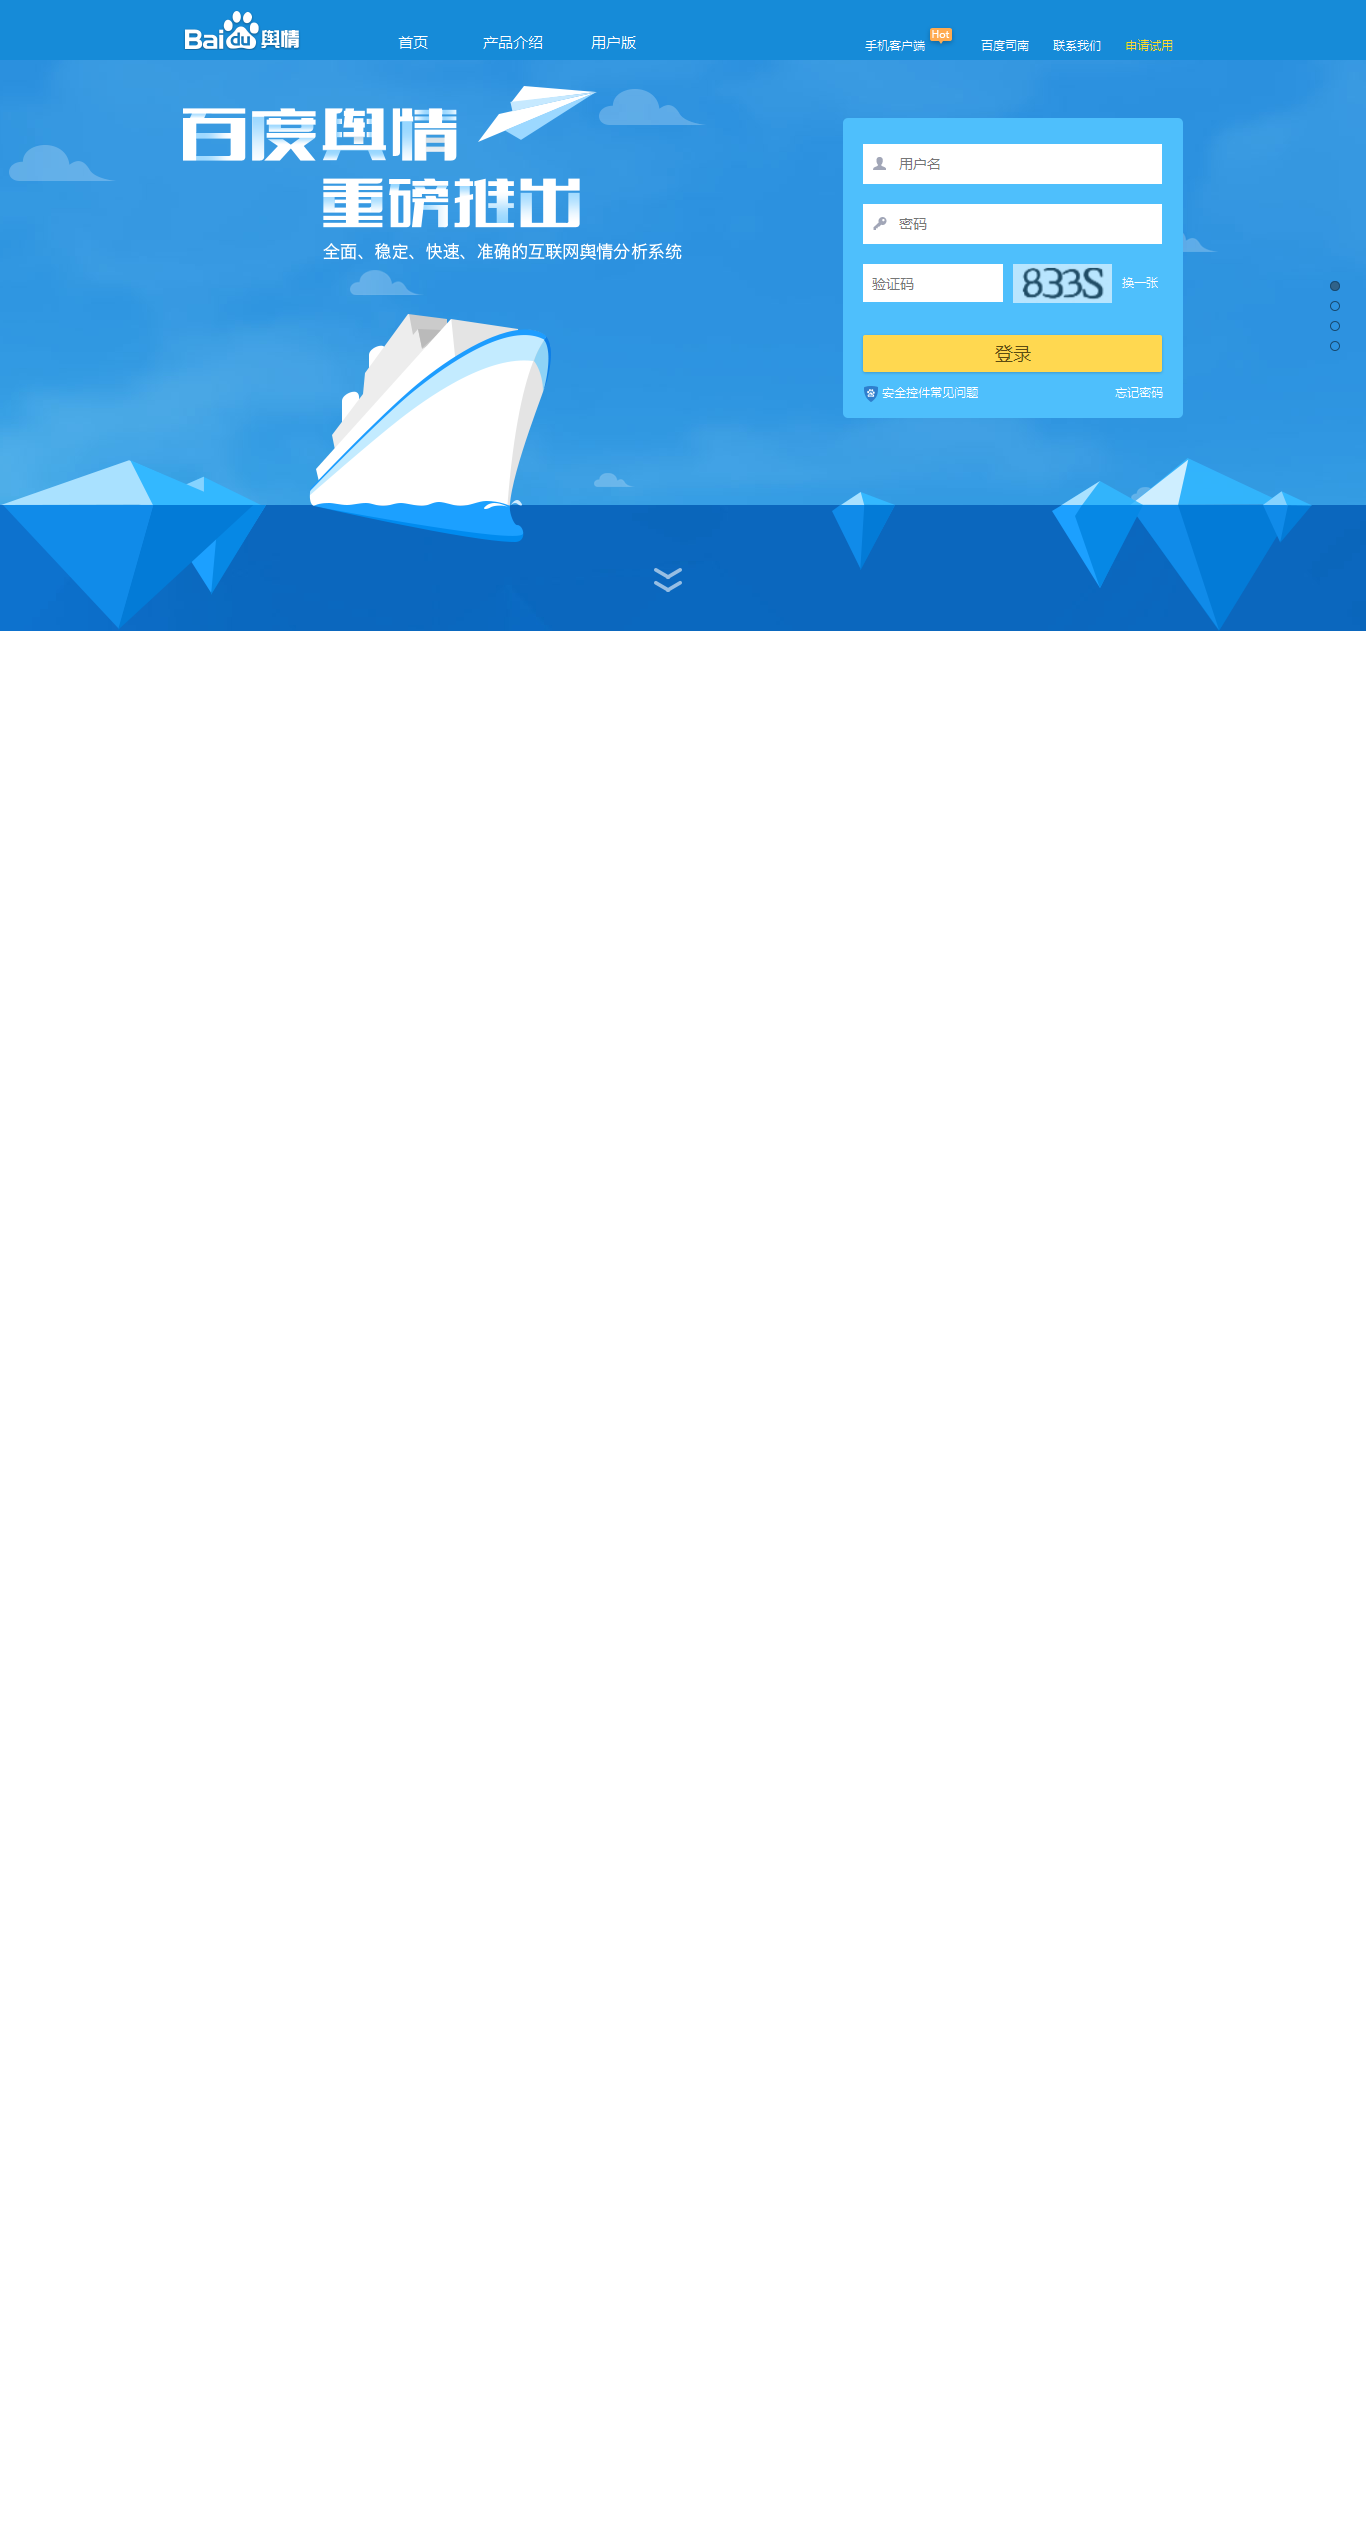 Baidu舆情
首页 产品介绍 用户版
手机客户端 Hot 百度司南 联系我们 申请试用
百度舆情
重磅推出
全面、稳定、快速、准确的互联网舆情分析系统
用户名
密码
验证码 833S 换一张
登录
安全控件常见问题 忘记密码